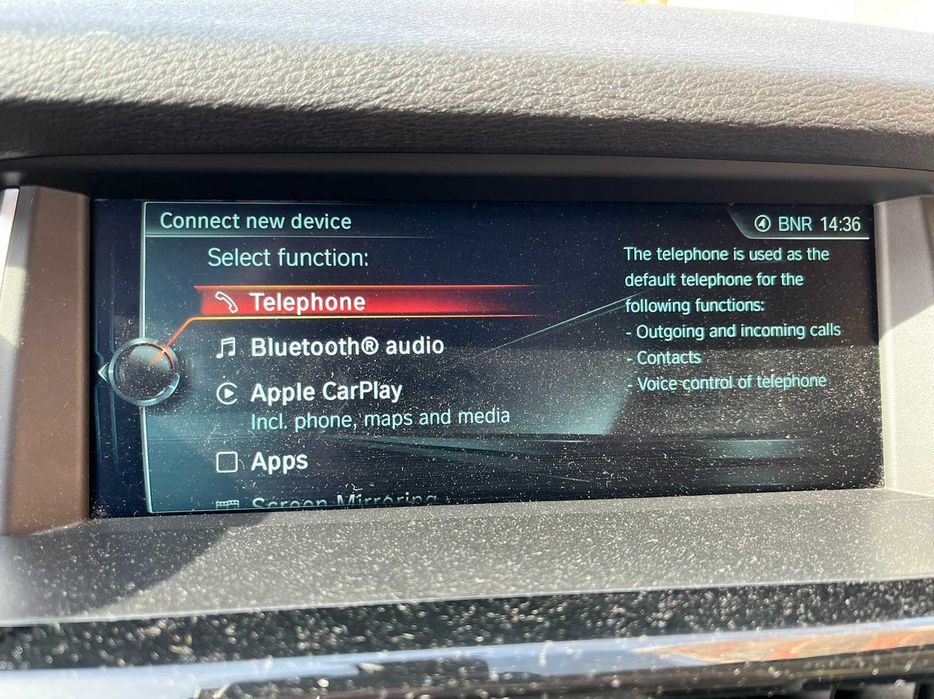 Connect new device
BNR 14:36
Select function:
Telephone
Bluetooth® audio
Apple CarPlay
Incl. phone, maps and media
Apps
Screen Mirroring
The telephone is used as the
default telephone for the
following functions:
- Outgoing and incoming calls
- Contacts
- Voice control of telephone